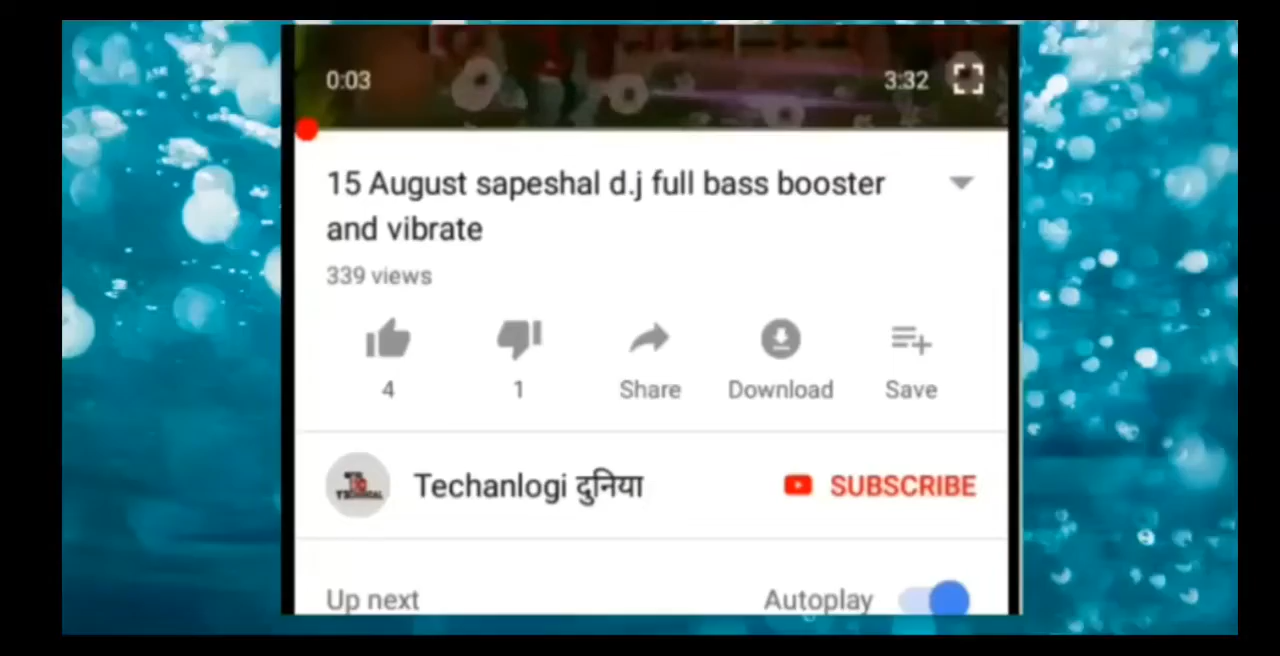 0:03 3:32
15 August sapeshal d.j full bass booster
and vibrate
339 views
4 1 Share Download Save
Techanlogi दुनिया SUBSCRIBE
Up next Autoplay